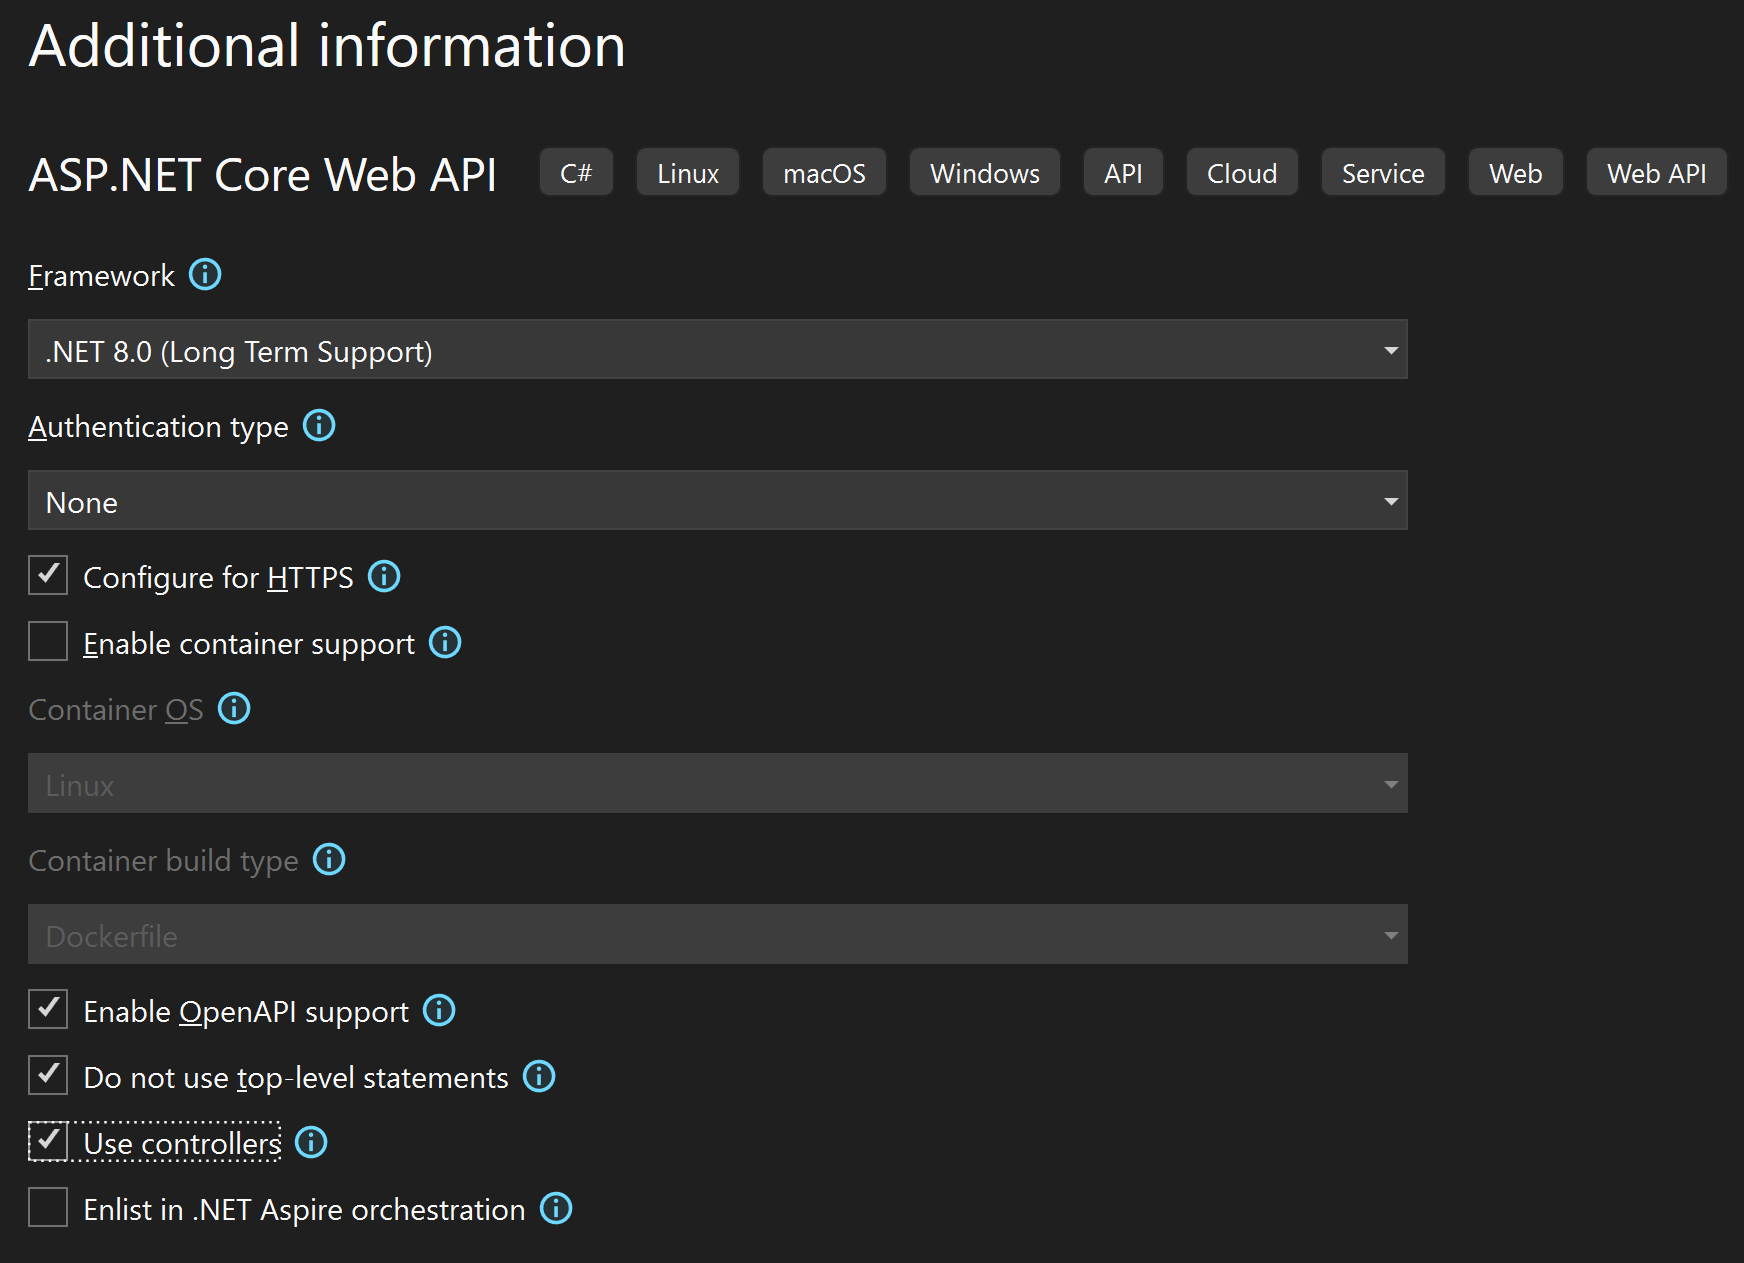 Additional information
ASP.NET Core Web API C# Linux macOS Windows API Cloud Service Web Web API
Framework
.NET 8.0 (Long Term Support)
Authentication type
None
Configure for HTTPS
Enable container support
Container OS
Linux
Container build type
Dockerfile
Enable OpenAPI support
Do not use top-level statements
Use controllers
Enlist in .NET Aspire orchestration